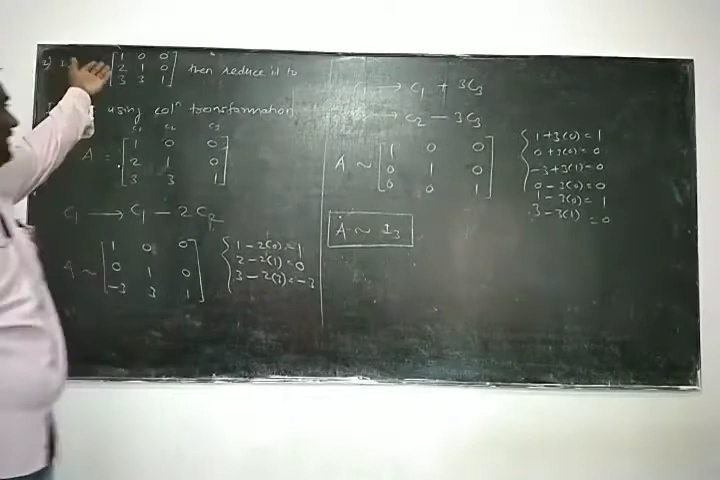 2) I
[1 0 0
2 1 0
3 3 1] then reduce it to
using colⁿ transformation
C1 C2 C3
A = [1 0 0
2 1 0
3 3 1]
C1 → C1 − 2C2
A ~ [1 0 0
0 1 0
−3 3 1]
{1 − 2(0) = 1
2 − 2(1) = 0
3 − 2(3) = −3
→ C1 + 3C3
→ C2 − 3C3
A ~ [1 0 0
0 1 0
0 0 1]
{1 + 3(0) = 1
0 + 3(0) = 0
−3 + 3(1) = 0
0 − 3(0) = 0
1 − 3(0) = 1
3 − 3(1) = 0
A ~ I3